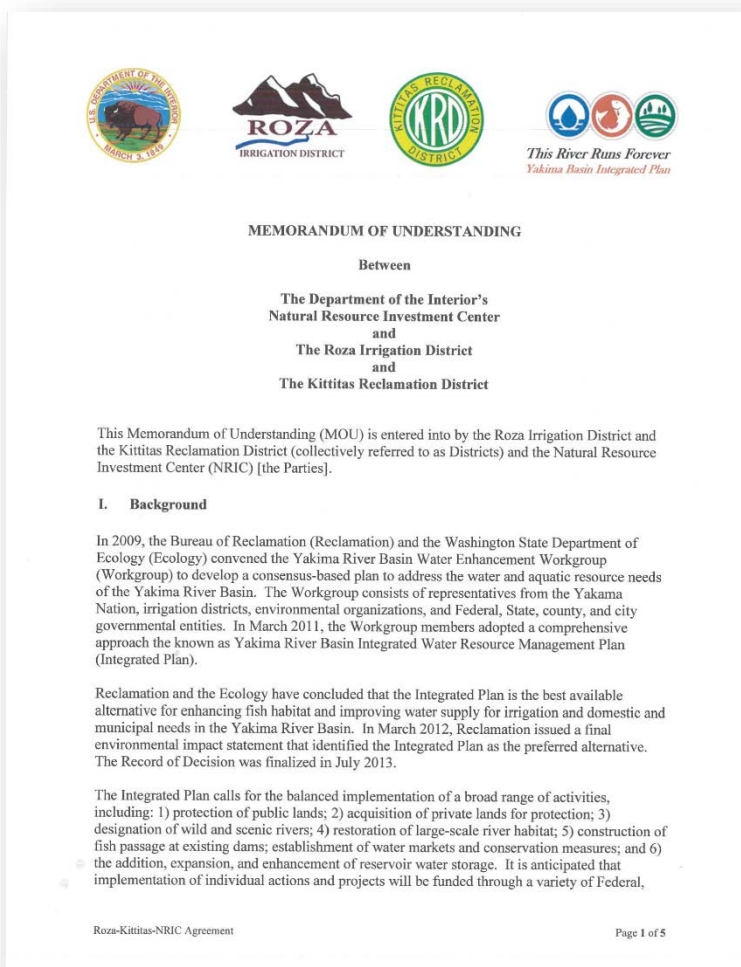 U.S. DEPARTMENT OF THE INTERIOR
MARCH 3, 1849
ROZA
IRRIGATION DISTRICT
KITTITAS RECLAMATION
KRD
DISTRICT
This River Runs Forever
Yakima Basin Integrated Plan
MEMORANDUM OF UNDERSTANDING
Between
The Department of the Interior's
Natural Resource Investment Center
and
The Roza Irrigation District
and
The Kittitas Reclamation District
This Memorandum of Understanding (MOU) is entered into by the Roza Irrigation District and
the Kittitas Reclamation District (collectively referred to as Districts) and the Natural Resource
Investment Center (NRIC) [the Parties].
I. Background
In 2009, the Bureau of Reclamation (Reclamation) and the Washington State Department of
Ecology (Ecology) convened the Yakima River Basin Water Enhancement Workgroup
(Workgroup) to develop a consensus-based plan to address the water and aquatic resource needs
of the Yakima River Basin. The Workgroup consists of representatives from the Yakama
Nation, irrigation districts, environmental organizations, and Federal, State, county, and city
governmental entities. In March 2011, the Workgroup members adopted a comprehensive
approach the known as Yakima River Basin Integrated Water Resource Management Plan
(Integrated Plan).
Reclamation and the Ecology have concluded that the Integrated Plan is the best available
alternative for enhancing fish habitat and improving water supply for irrigation and domestic and
municipal needs in the Yakima River Basin. In March 2012, Reclamation issued a final
environmental impact statement that identified the Integrated Plan as the preferred alternative.
The Record of Decision was finalized in July 2013.
The Integrated Plan calls for the balanced implementation of a broad range of activities,
including: 1) protection of public lands; 2) acquisition of private lands for protection; 3)
designation of wild and scenic rivers; 4) restoration of large-scale river habitat; 5) construction of
fish passage at existing dams; establishment of water markets and conservation measures; and 6)
the addition, expansion, and enhancement of reservoir water storage. It is anticipated that
implementation of individual actions and projects will be funded through a variety of Federal,
Roza-Kittitas-NRIC Agreement
Page 1 of 5